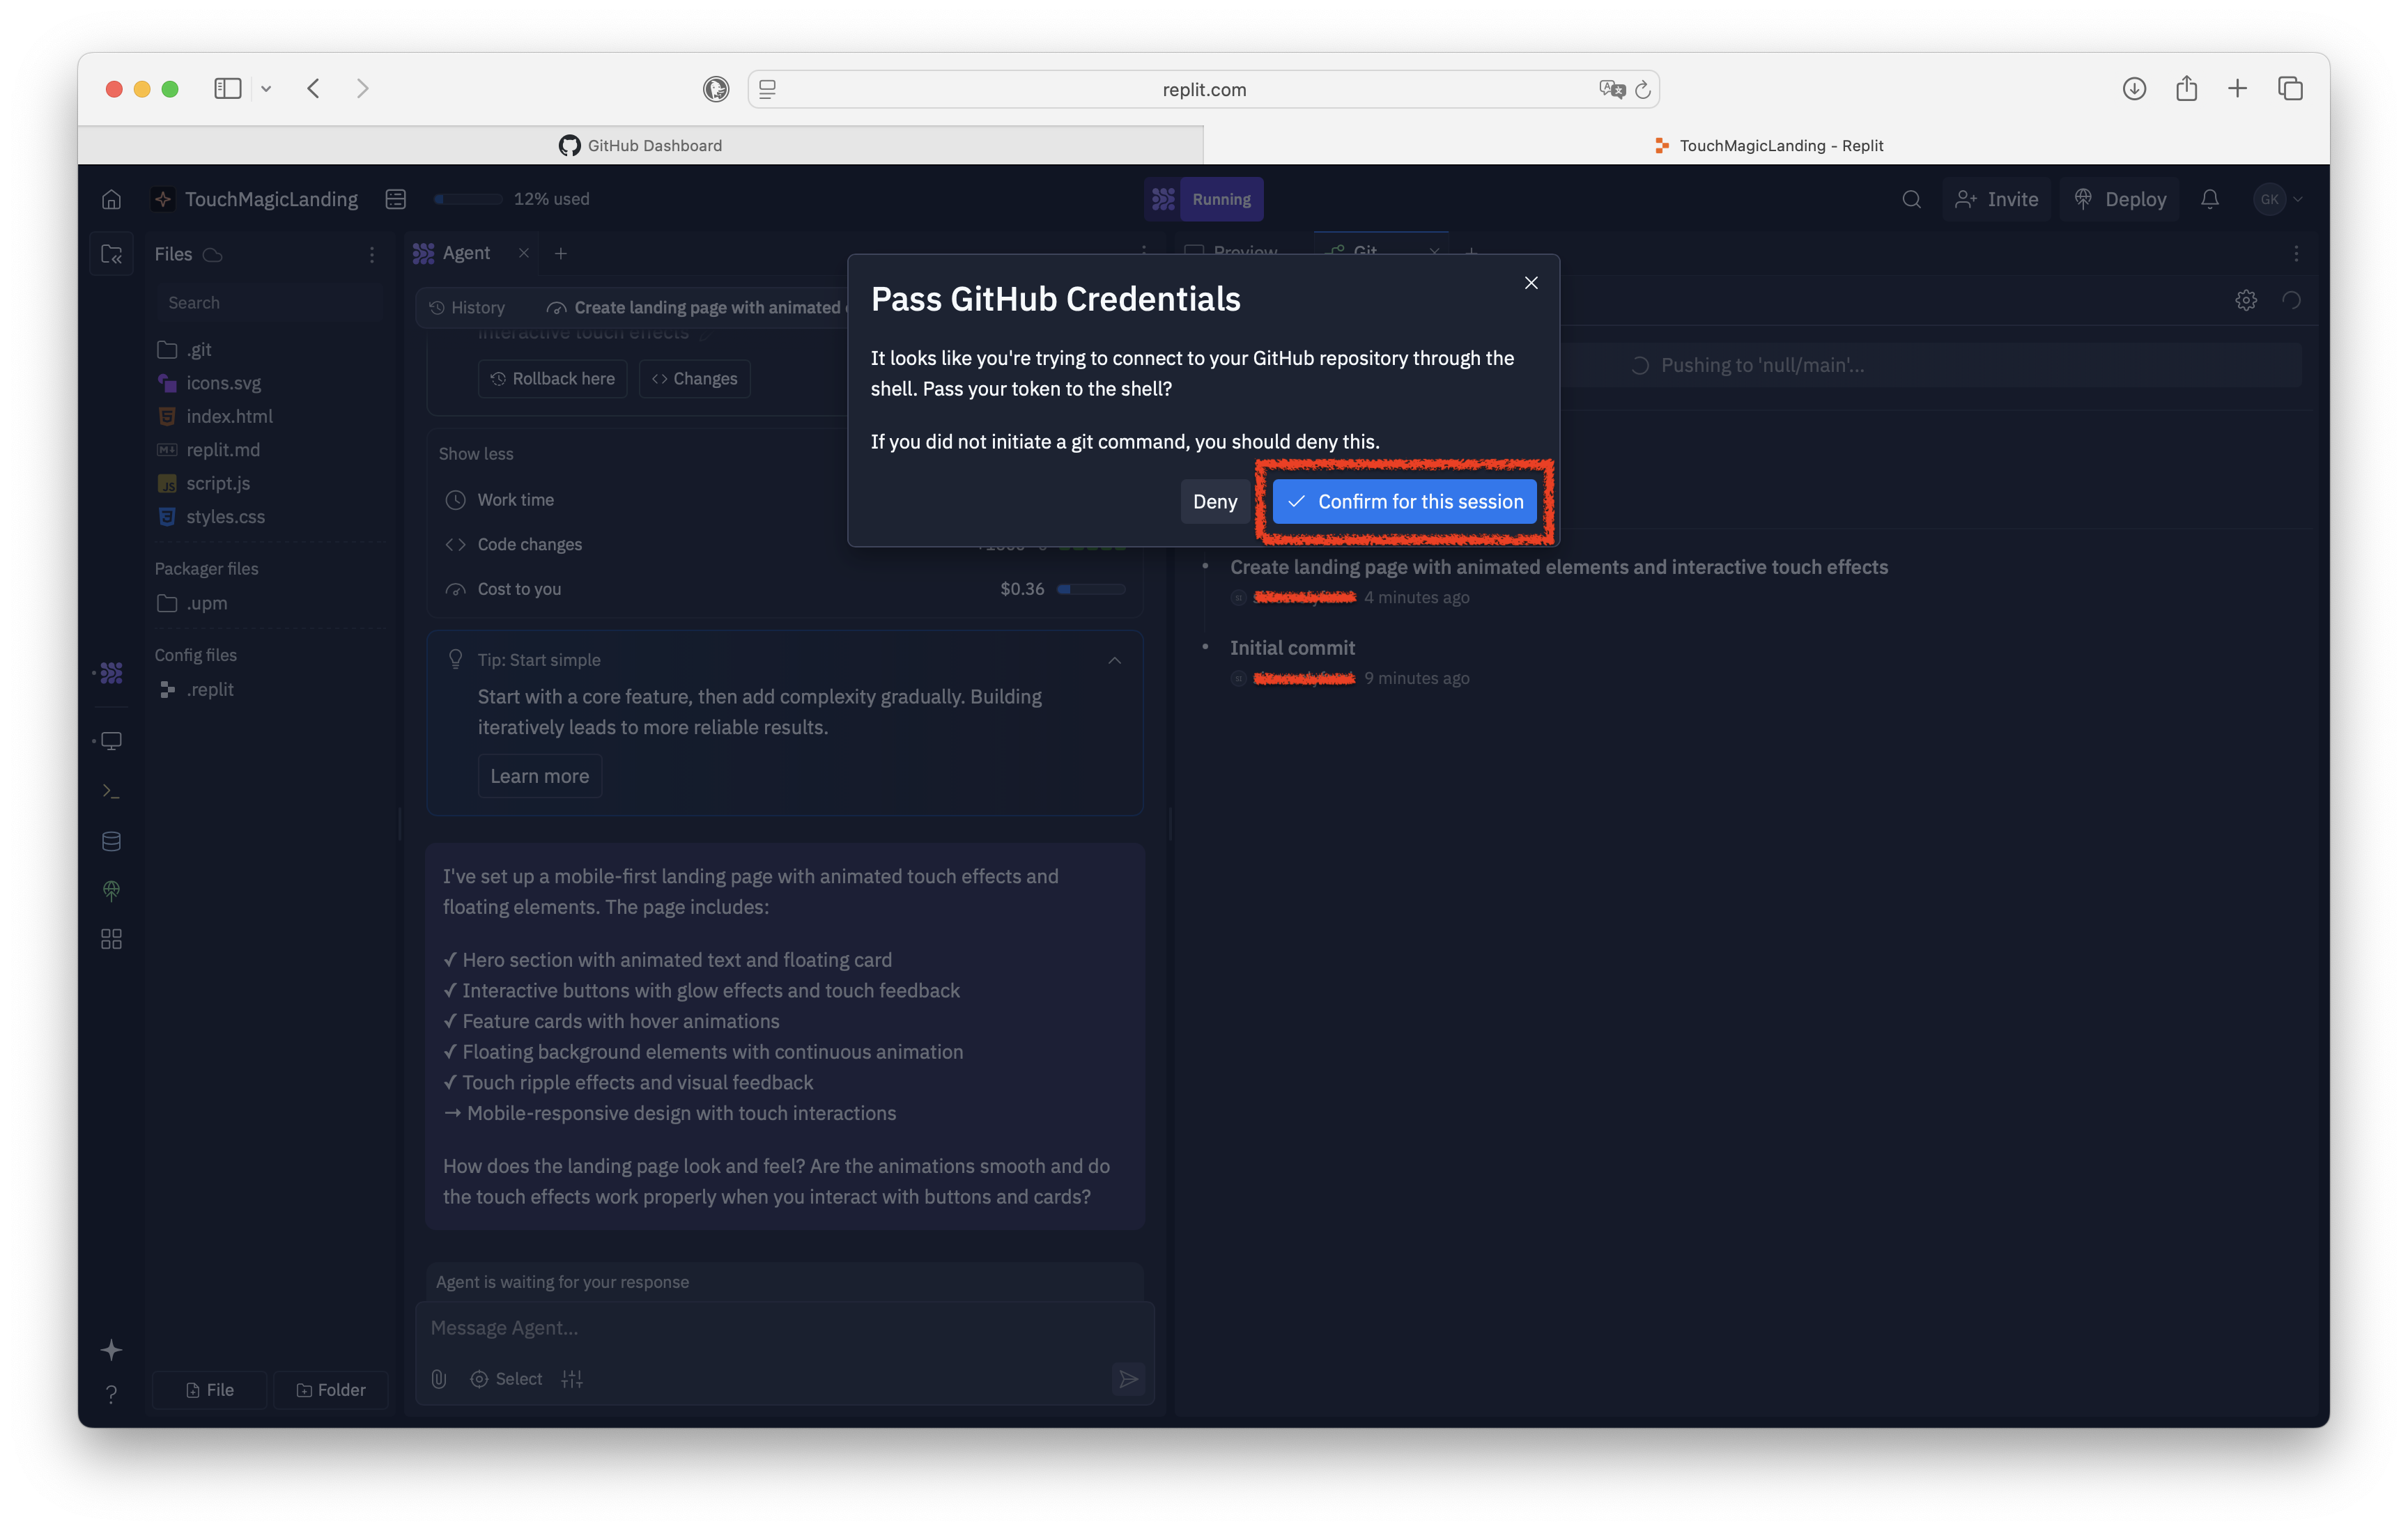 replit.com
GitHub Dashboard
TouchMagicLanding - Replit
TouchMagicLanding
12% used
Running
Invite
Deploy
GK
Files
Agent
Preview
Git
Search
History
Create landing page with animated
interactive touch effects
.git
icons.svg
index.html
replit.md
script.js
styles.css
Packager files
.upm
Config files
.replit
Rollback here
Changes
Show less
Work time
Code changes
Cost to you
$0.36
Pass GitHub Credentials
It looks like you're trying to connect to your GitHub repository through the
shell. Pass your token to the shell?
If you did not initiate a git command, you should deny this.
Deny
Confirm for this session
Pushing to 'null/main'...
Create landing page with animated elements and interactive touch effects
4 minutes ago
Initial commit
9 minutes ago
Tip: Start simple
Start with a core feature, then add complexity gradually. Building
iteratively leads to more reliable results.
Learn more
I've set up a mobile-first landing page with animated touch effects and
floating elements. The page includes:
✓ Hero section with animated text and floating card
✓ Interactive buttons with glow effects and touch feedback
✓ Feature cards with hover animations
✓ Floating background elements with continuous animation
✓ Touch ripple effects and visual feedback
→ Mobile-responsive design with touch interactions
How does the landing page look and feel? Are the animations smooth and do
the touch effects work properly when you interact with buttons and cards?
Agent is waiting for your response
Message Agent...
Select
File
Folder